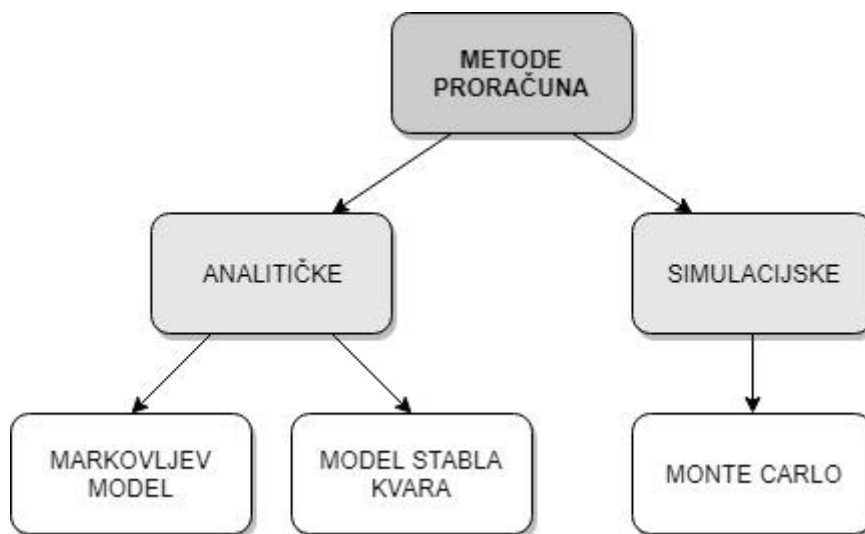 METODE
PRORAČUNA
ANALITIČKE
SIMULACIJSKE
MARKOVLJEV
MODEL
MODEL STABLA
KVARA
MONTE CARLO